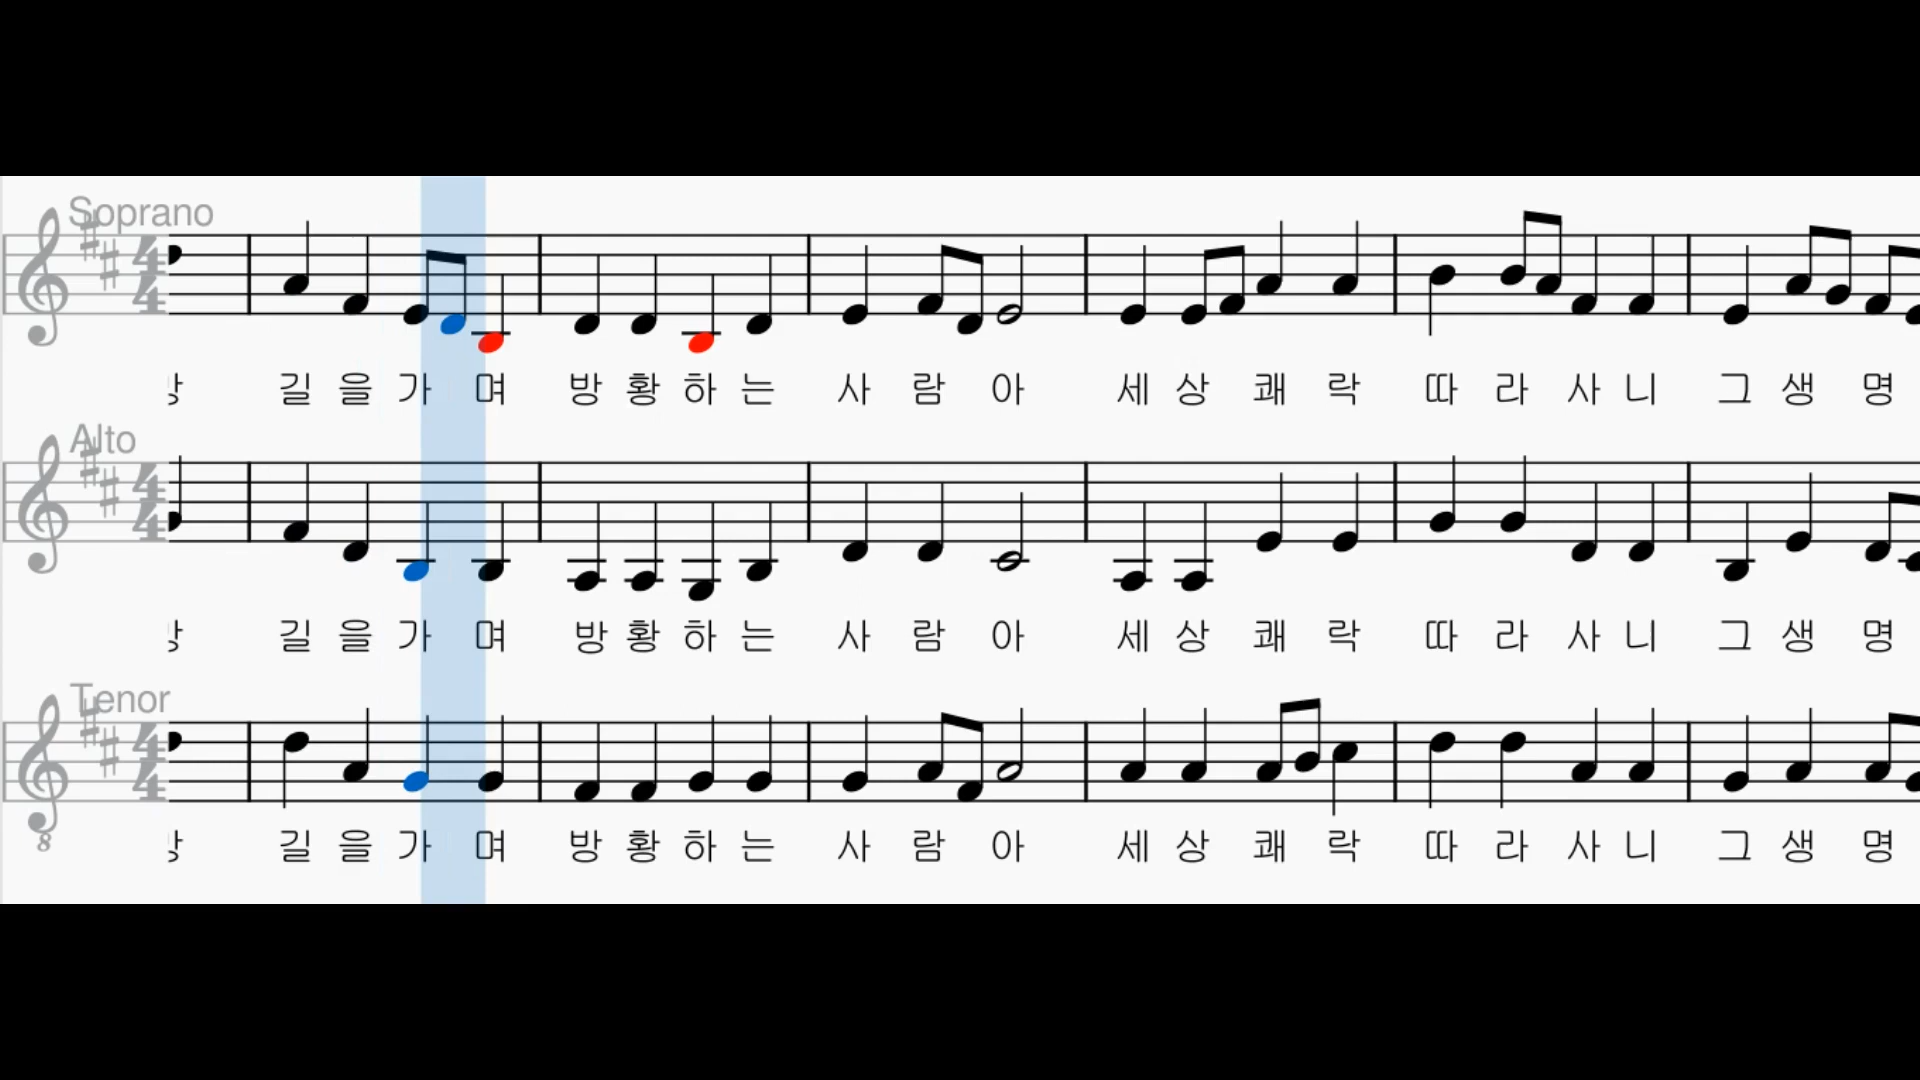 Soprano
길 을 가 며 방 황 하 는 사 람 아 세 상 쾌 락 따 라 사 니 그 생 명
Alto
길 을 가 며 방 황 하 는 사 람 아 세 상 쾌 락 따 라 사 니 그 생 명
Tenor
8
길 을 가 며 방 황 하 는 사 람 아 세 상 쾌 락 따 라 사 니 그 생 명